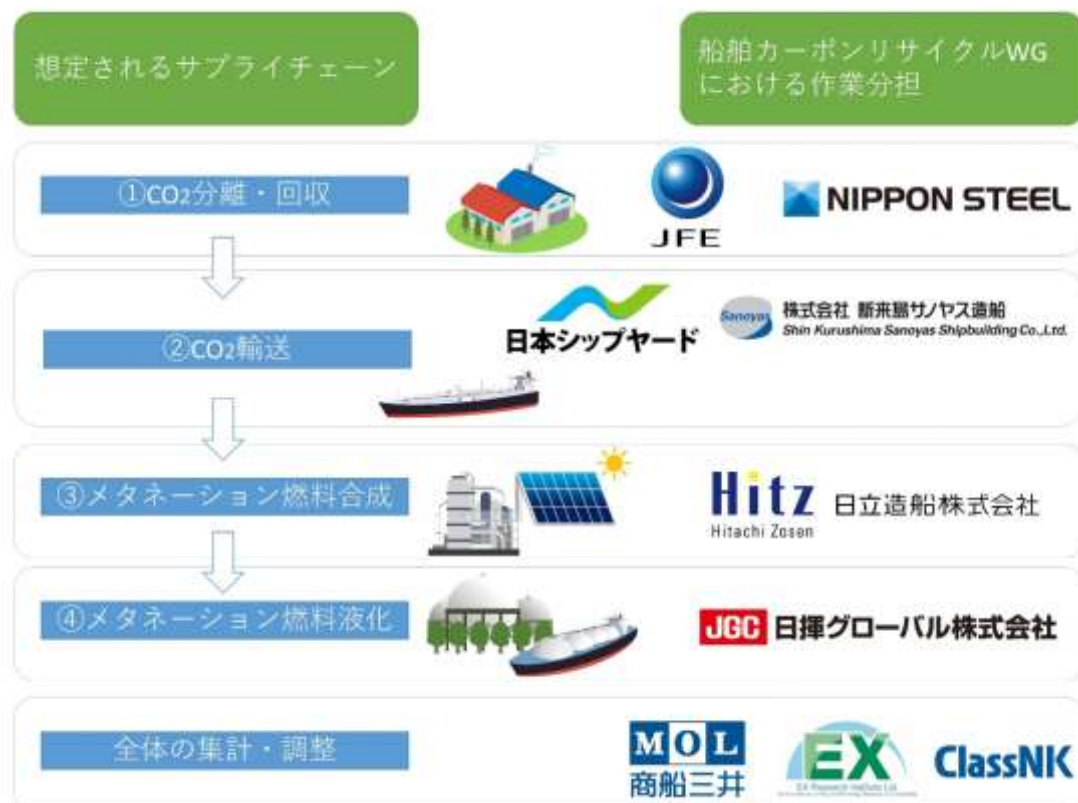 想定されるサプライチェーン
船舶カーボンリサイクルWG
における作業分担
①CO2分離・回収
JFE
NIPPON STEEL
②CO2輸送
日本シップヤード
Sanoyas
株式会社 新来島サノヤス造船
Shin Kurushima Sanoyas Shipbuilding Co.,Ltd.
③メタネーション燃料合成
Hitz
Hitachi Zosen
日立造船株式会社
④メタネーション燃料液化
JGC 日揮グローバル株式会社
全体の集計・調整
MOL
商船三井
EX
EX Research Institute Ltd.
ClassNK